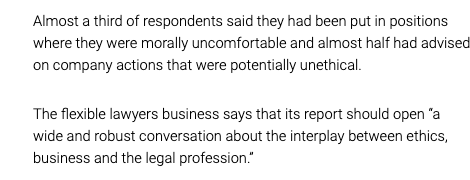 Almost a third of respondents said they had been put in positions
where they were morally uncomfortable and almost half had advised
on company actions that were potentially unethical.
The flexible lawyers business says that its report should open “a
wide and robust conversation about the interplay between ethics,
business and the legal profession.”